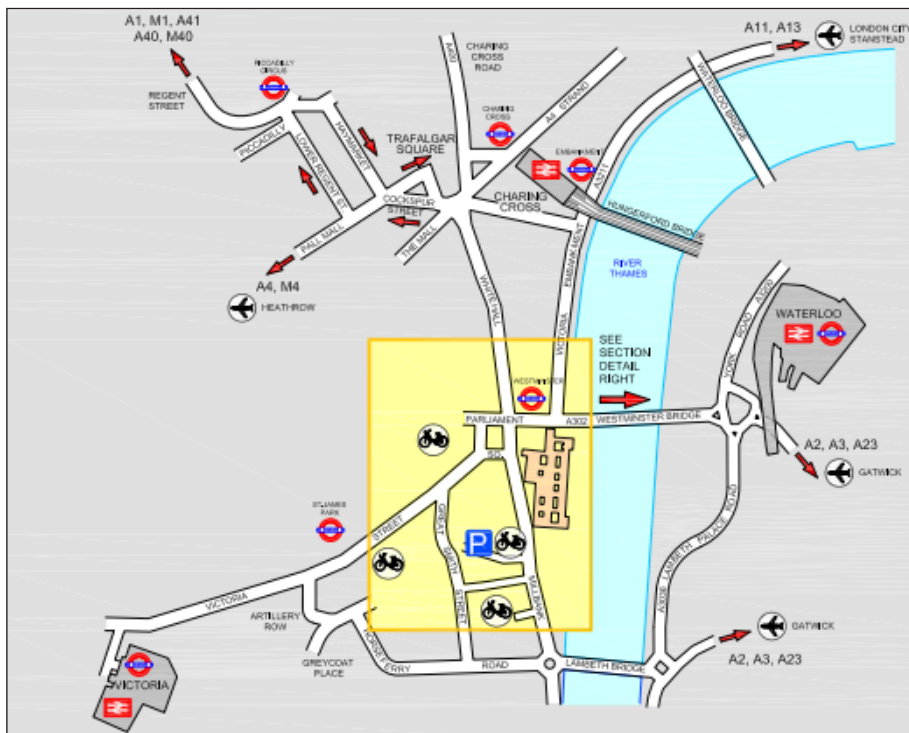 A1, M1, A41
A40, M40
REGENT
STREET
PICCADILLY
CIRCUS
PICCADILLY
LOWER REGENT ST
HAYMARKET
A400
CHARING
CROSS
ROAD
TRAFALGAR
SQUARE
CHARING
CROSS
A4 STRAND
A11, A13
LONDON CITY
STANSTEAD
WATERLOO BRIDGE
EMBANKMENT
A3211
COCKSPUR
STREET
PALL MALL
THE MALL
CHARING
CROSS
HUNGERFORD BRIDGE
RIVER
THAMES
A4, M4
HEATHROW
WHITEHALL
VICTORIA
EMBANKMENT
SEE
SECTION
DETAIL
RIGHT
YORK ROAD
WATERLOO
WESTMINSTER
PARLIAMENT
SQ
A302
WESTMINSTER BRIDGE
A2, A3, A23
GATWICK
ST.JAMES
PARK
VICTORIA
STREET
GREAT
SMITH
STREET
P
MILLBANK
A3036
LAMBETH PALACE ROAD
ARTILLERY
ROW
GREYCOAT
PLACE
HORSEFERRY
ROAD
LAMBETH BRIDGE
GATWICK
A2, A3, A23
VICTORIA